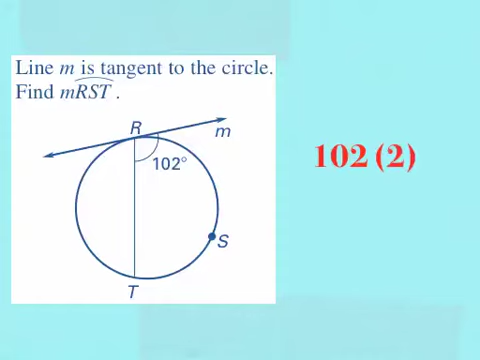 Line m is tangent to the circle.
Find mRST .
R
m
102°
102 (2)
S
T